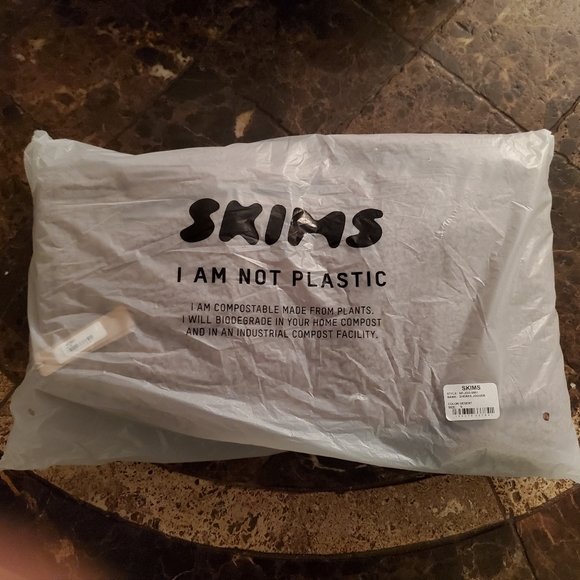 SKIMS
I AM NOT PLASTIC
I AM COMPOSTABLE MADE FROM PLANTS.
I WILL BIODEGRADE IN YOUR HOME COMPOST
AND IN AN INDUSTRIAL COMPOST FACILITY.
SKIMS